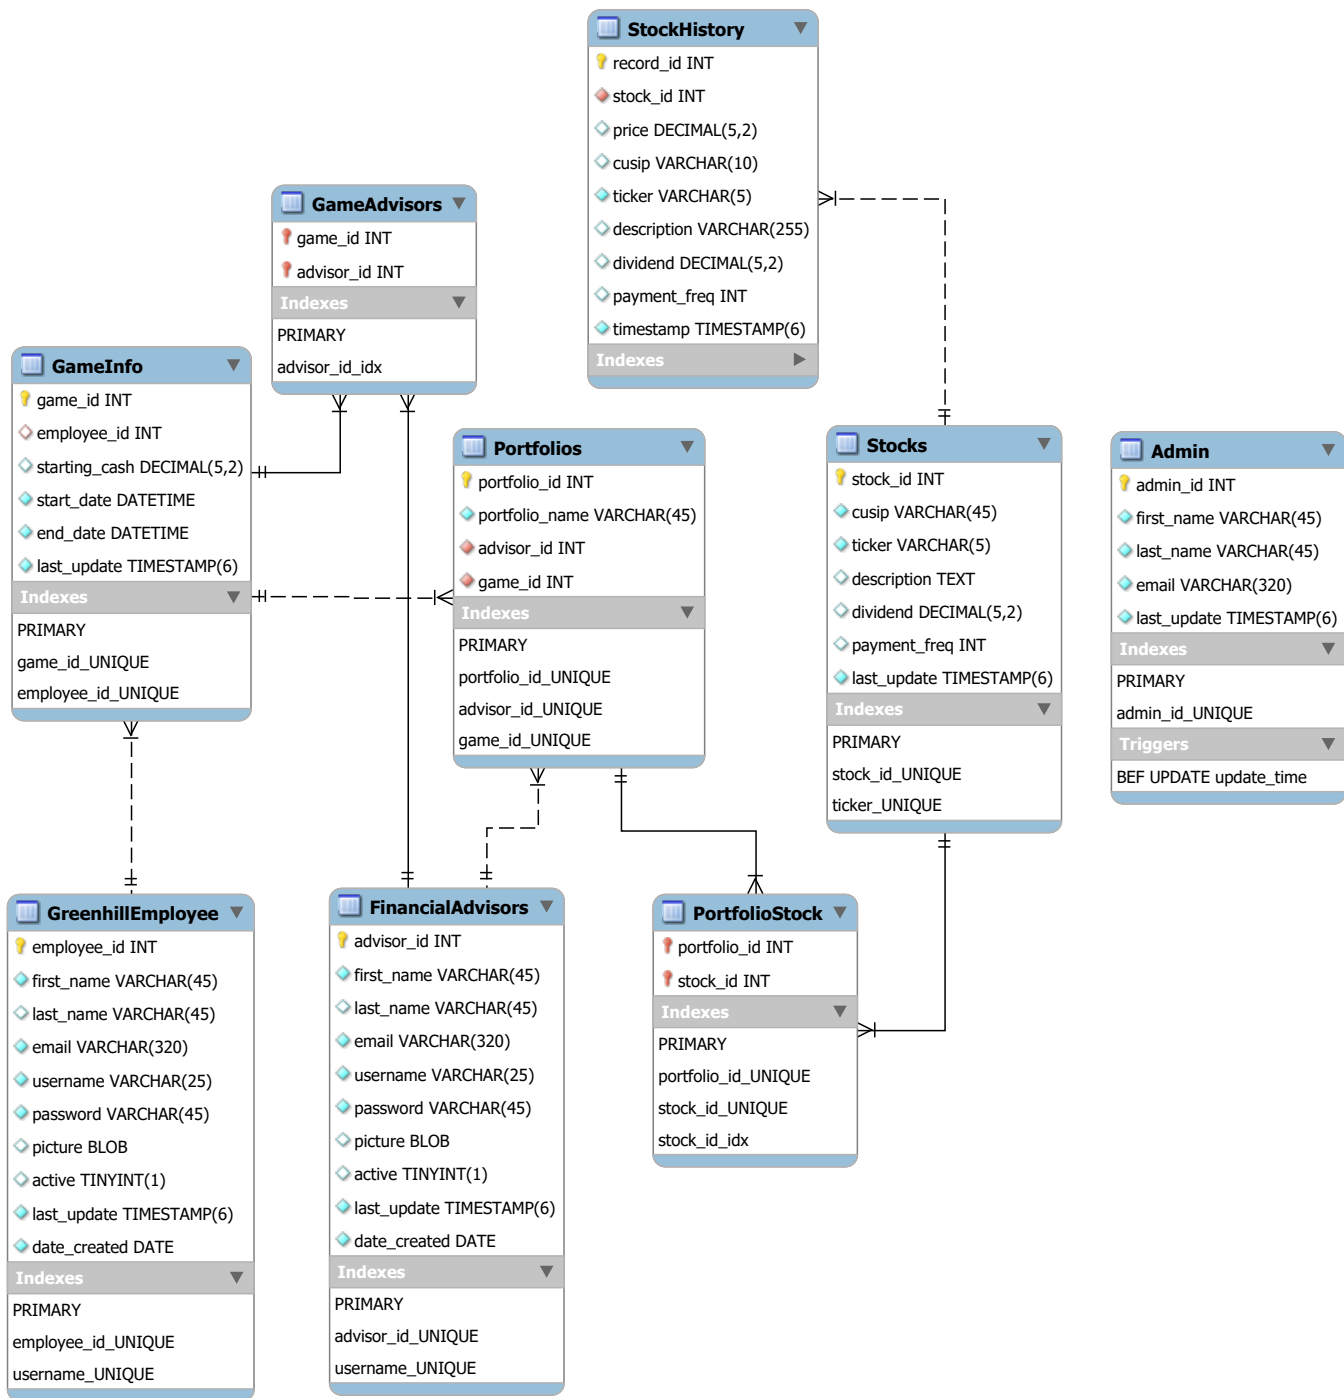 StockHistory
record_id INT
stock_id INT
price DECIMAL(5,2)
cusip VARCHAR(10)
ticker VARCHAR(5)
description VARCHAR(255)
dividend DECIMAL(5,2)
payment_freq INT
timestamp TIMESTAMP(6)
Indexes
GameAdvisors
game_id INT
advisor_id INT
Indexes
PRIMARY
advisor_id_idx
GameInfo
game_id INT
employee_id INT
starting_cash DECIMAL(5,2)
start_date DATETIME
end_date DATETIME
last_update TIMESTAMP(6)
Indexes
PRIMARY
game_id_UNIQUE
employee_id_UNIQUE
Portfolios
portfolio_id INT
portfolio_name VARCHAR(45)
advisor_id INT
game_id INT
Indexes
PRIMARY
portfolio_id_UNIQUE
advisor_id_UNIQUE
game_id_UNIQUE
Stocks
stock_id INT
cusip VARCHAR(45)
ticker VARCHAR(5)
description TEXT
dividend DECIMAL(5,2)
payment_freq INT
last_update TIMESTAMP(6)
Indexes
PRIMARY
stock_id_UNIQUE
ticker_UNIQUE
Admin
admin_id INT
first_name VARCHAR(45)
last_name VARCHAR(45)
email VARCHAR(320)
last_update TIMESTAMP(6)
Indexes
PRIMARY
admin_id_UNIQUE
Triggers
BEF UPDATE update_time
GreenhillEmployee
employee_id INT
first_name VARCHAR(45)
last_name VARCHAR(45)
email VARCHAR(320)
username VARCHAR(25)
password VARCHAR(45)
picture BLOB
active TINYINT(1)
last_update TIMESTAMP(6)
date_created DATE
Indexes
PRIMARY
employee_id_UNIQUE
username_UNIQUE
FinancialAdvisors
advisor_id INT
first_name VARCHAR(45)
last_name VARCHAR(45)
email VARCHAR(320)
username VARCHAR(25)
password VARCHAR(45)
picture BLOB
active TINYINT(1)
last_update TIMESTAMP(6)
date_created DATE
Indexes
PRIMARY
advisor_id_UNIQUE
username_UNIQUE
PortfolioStock
portfolio_id INT
stock_id INT
Indexes
PRIMARY
portfolio_id_UNIQUE
stock_id_UNIQUE
stock_id_idx